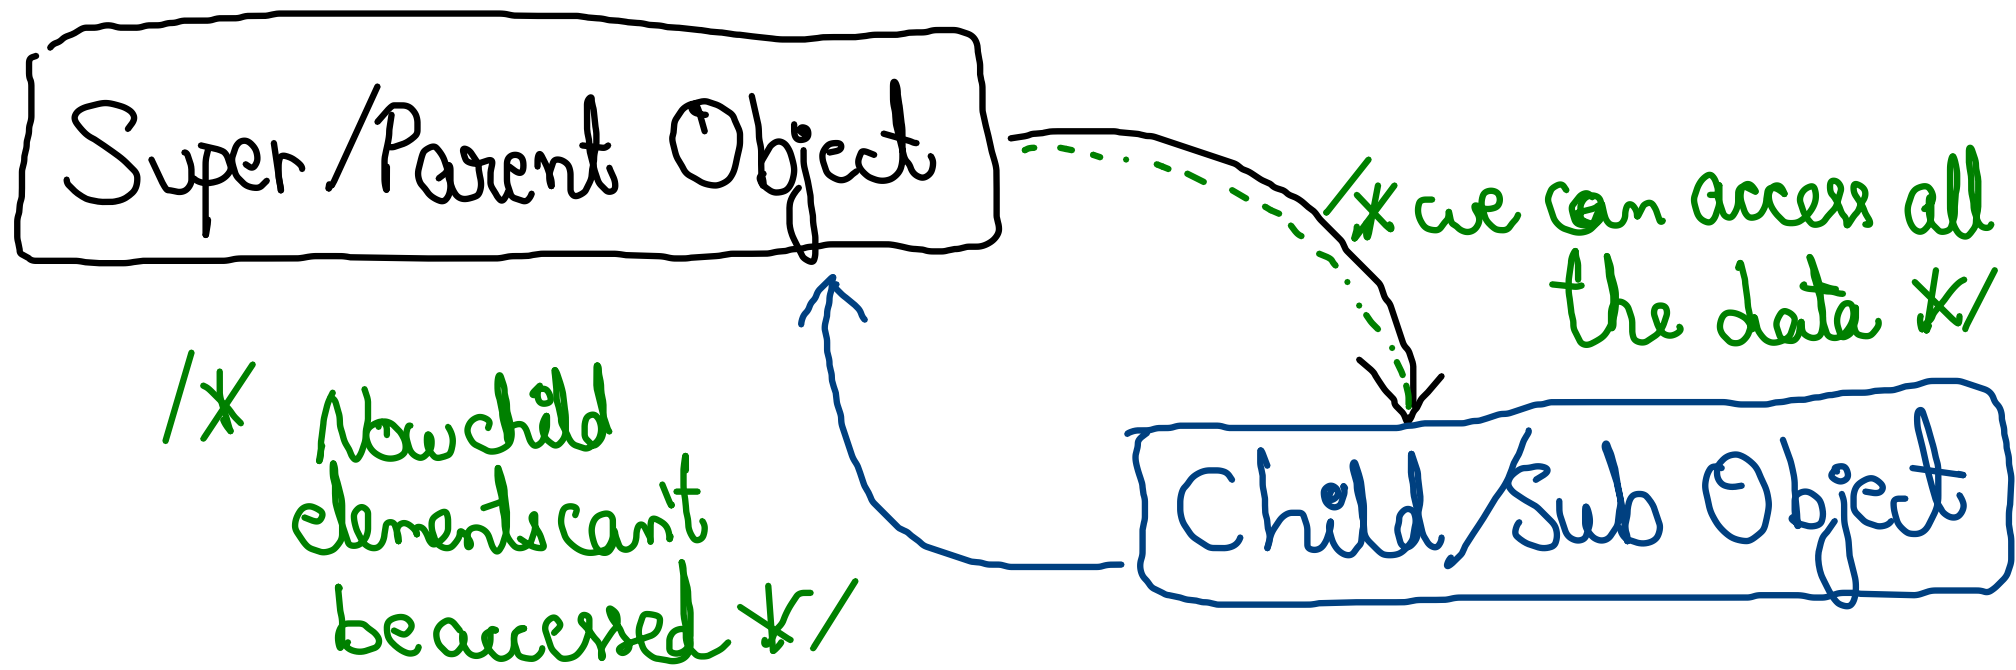 Super/Parent Object
/* we can access all
the data */
/* Now child
elements can't
be accessed */
Child/Sub Object